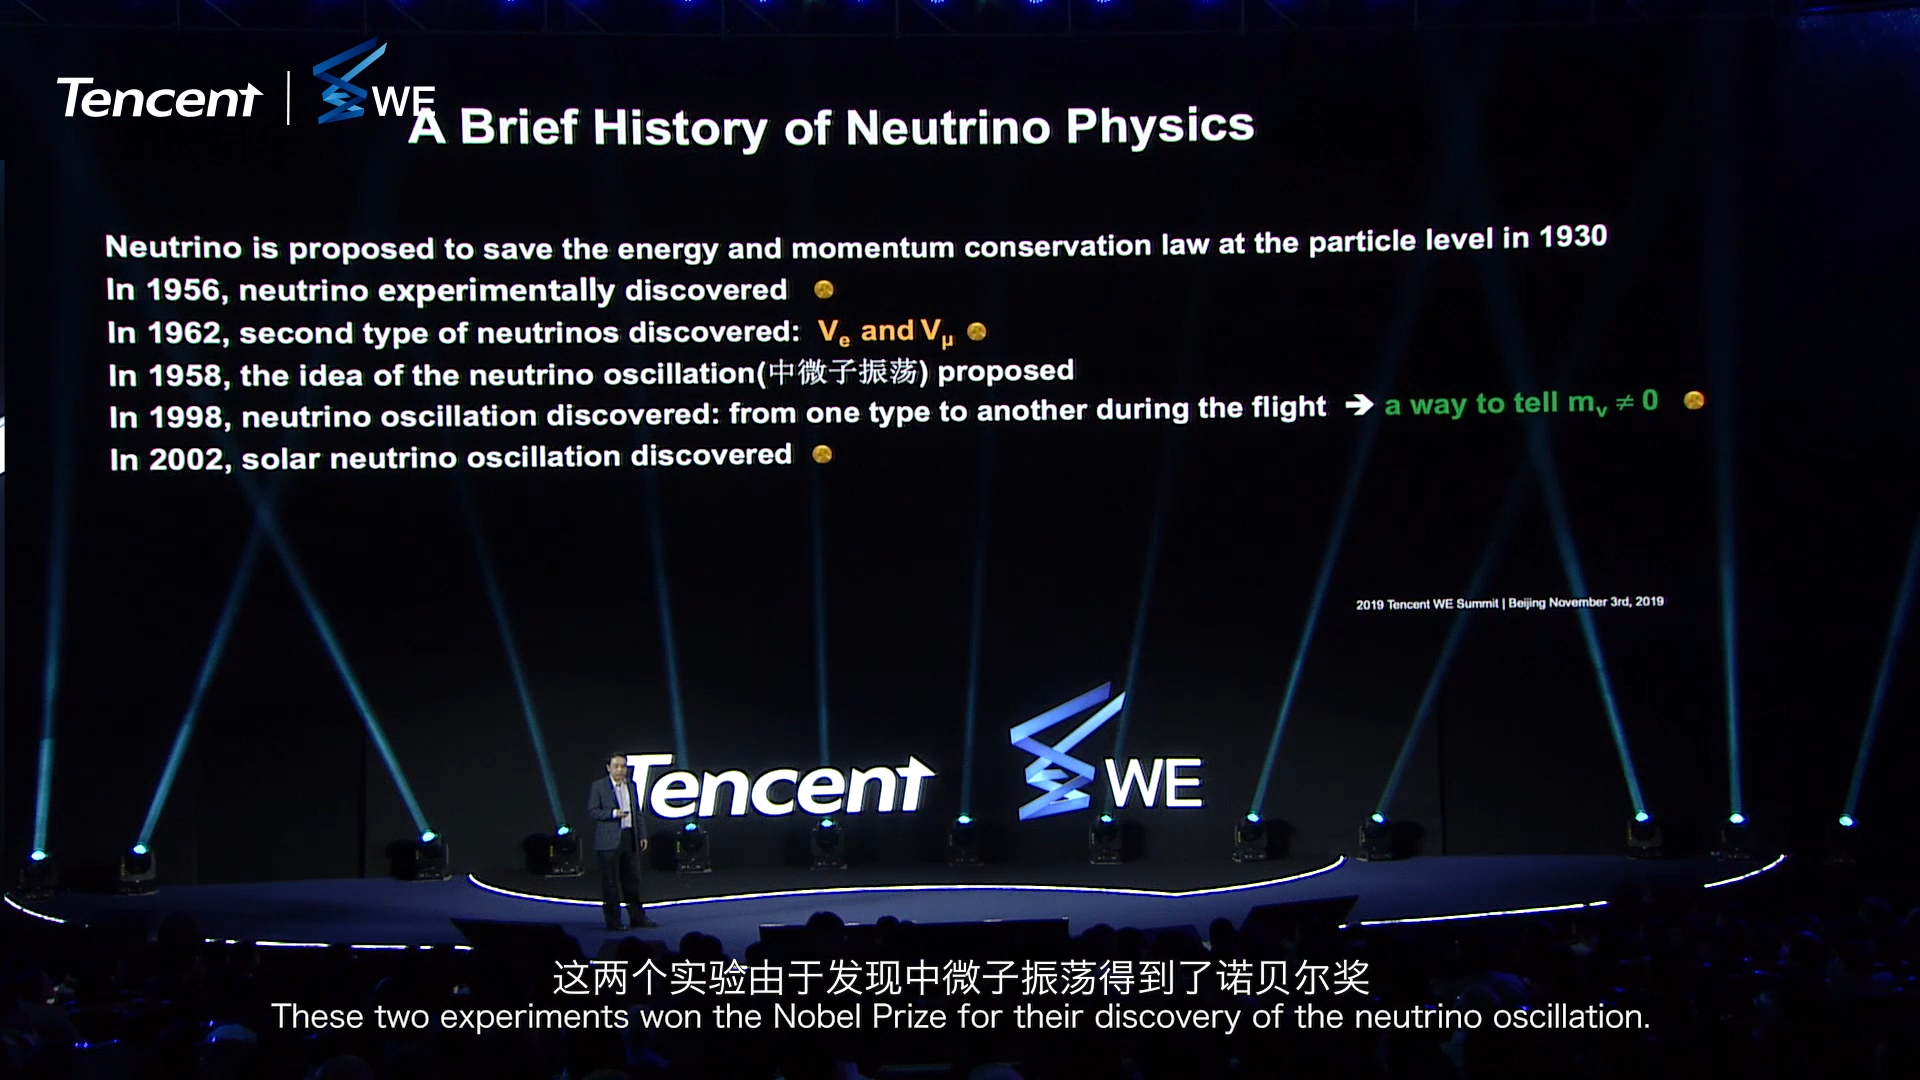 Tencent | WE
A Brief History of Neutrino Physics
Neutrino is proposed to save the energy and momentum conservation law at the particle level in 1930
In 1956, neutrino experimentally discovered
In 1962, second type of neutrinos discovered: Vₑ and Vμ
In 1958, the idea of the neutrino oscillation(中微子振荡) proposed
In 1998, neutrino oscillation discovered: from one type to another during the flight ➔ a way to tell mᵥ ≠ 0
In 2002, solar neutrino oscillation discovered
2019 Tencent WE Summit | Beijing November 3rd, 2019
Tencent WE
这两个实验由于发现中微子振荡得到了诺贝尔奖
These two experiments won the Nobel Prize for their discovery of the neutrino oscillation.